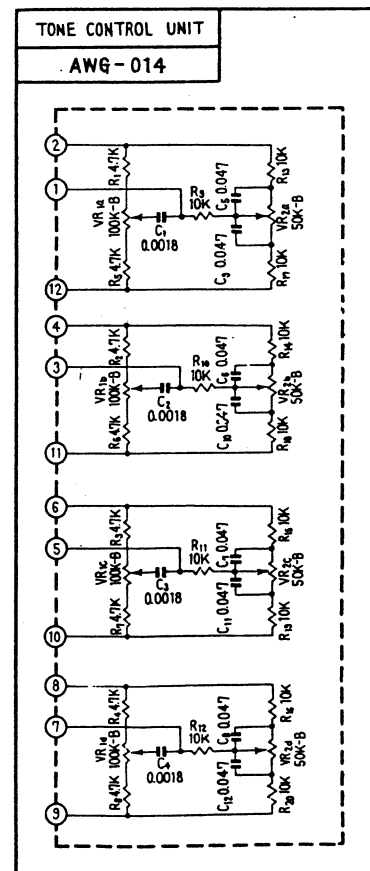 TONE CONTROL UNIT
AWG-014
2
R1 4.7K
R13 10K
1
VR1a
100K-B
R9
10K
C5 0.047
VR2a
50K-B
C1
0.0018
C3 0.047
R5 4.7K
R17 10K
12
4
R2 4.7K
R14 10K
3
VR1b
100K-B
R10
10K
C6 0.047
VR2b
50K-B
C2
0.0018
C10 0.047
R6 4.7K
R18 10K
11
6
R3 4.7K
R15 10K
5
VR1C
100K-B
R11
10K
C7 0.047
VR2C
50K-B
C3
0.0018
C11 0.047
R7 4.7K
R19 10K
10
8
R4 4.7K
R16 10K
7
VR1d
100K-B
R12
10K
C8 0.047
VR2d
50K-B
C4
0.0018
C12 0.047
R8 4.7K
R20 10K
9